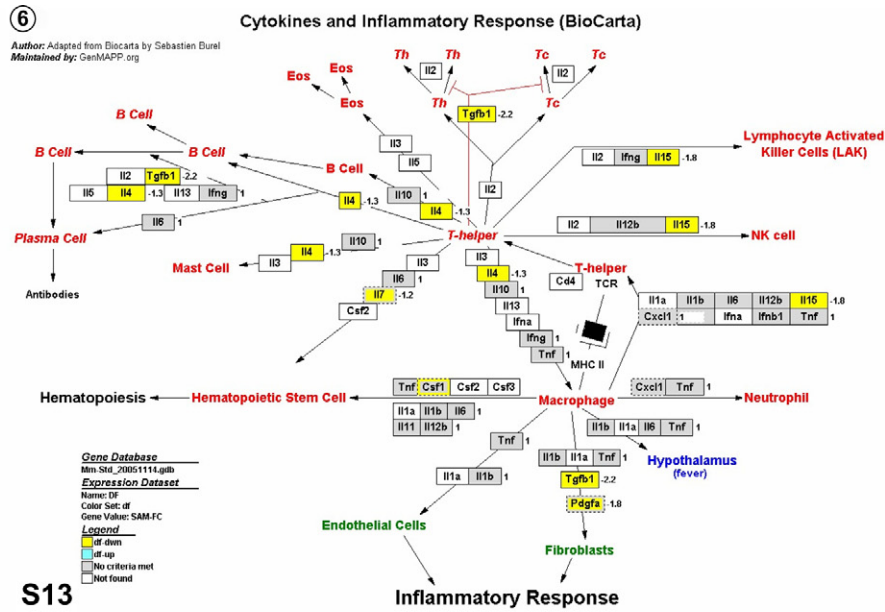 6
Cytokines and Inflammatory Response (BioCarta)
Author: Adapted from Biocarta by Sebastien Burel
Maintained by: GenMAPP.org
Th Th Tc Tc
Il2 Il2
Eos Eos
Eos Th Tc
Tgfb1 -2.2
B Cell
B Cell B Cell B Cell
Il3
Il5
Lymphocyte Activated
Killer Cells (LAK)
Il2 Ifng Il15 -1.8
Il2 Tgfb1 -2.2
Il5 Il4 -1.3 Il13 Ifng 1
Il4 -1.3
Il10 1
Il4 -1.3
Il2
Il6 1
Il2 Il12b Il15 -1.8
Plasma Cell T-helper NK cell
Antibodies
Mast Cell Il3 Il4 -1.3 Il10 1
Il3
Il6 1
Il7 -1.2
Csf2
Il3
Il4 -1.3
Il10 1
Il13
Ifna
Ifng 1
Tnf 1
Cd4
T-helper
TCR
MHC II
Il1a Il1b Il6 Il12b Il15 -1.8
Cxcl1 1 Ifna Ifnb1 Tnf 1
Hematopoiesis Hematopoietic Stem Cell
Tnf Csf1 Csf2 Csf3
Il1a Il1b Il6 1
Il11 Il12b 1
Macrophage
Cxcl1 Tnf 1
Neutrophil
Il1b Il1a Il6 Tnf 1
Hypothalamus
(fever)
Tnf 1
Il1a Il1b 1
Il1b Il1a Tnf 1
Tgfb1 -2.2
Pdgfa -1.8
Endothelial Cells
Fibroblasts
Inflammatory Response
Gene Database
Mm-Std_20051114.gdb
Expression Dataset
Name: DF
Color Set: df
Gene Value: SAM-FC
Legend
df-dwn
df-up
No criteria met
Not found
S13